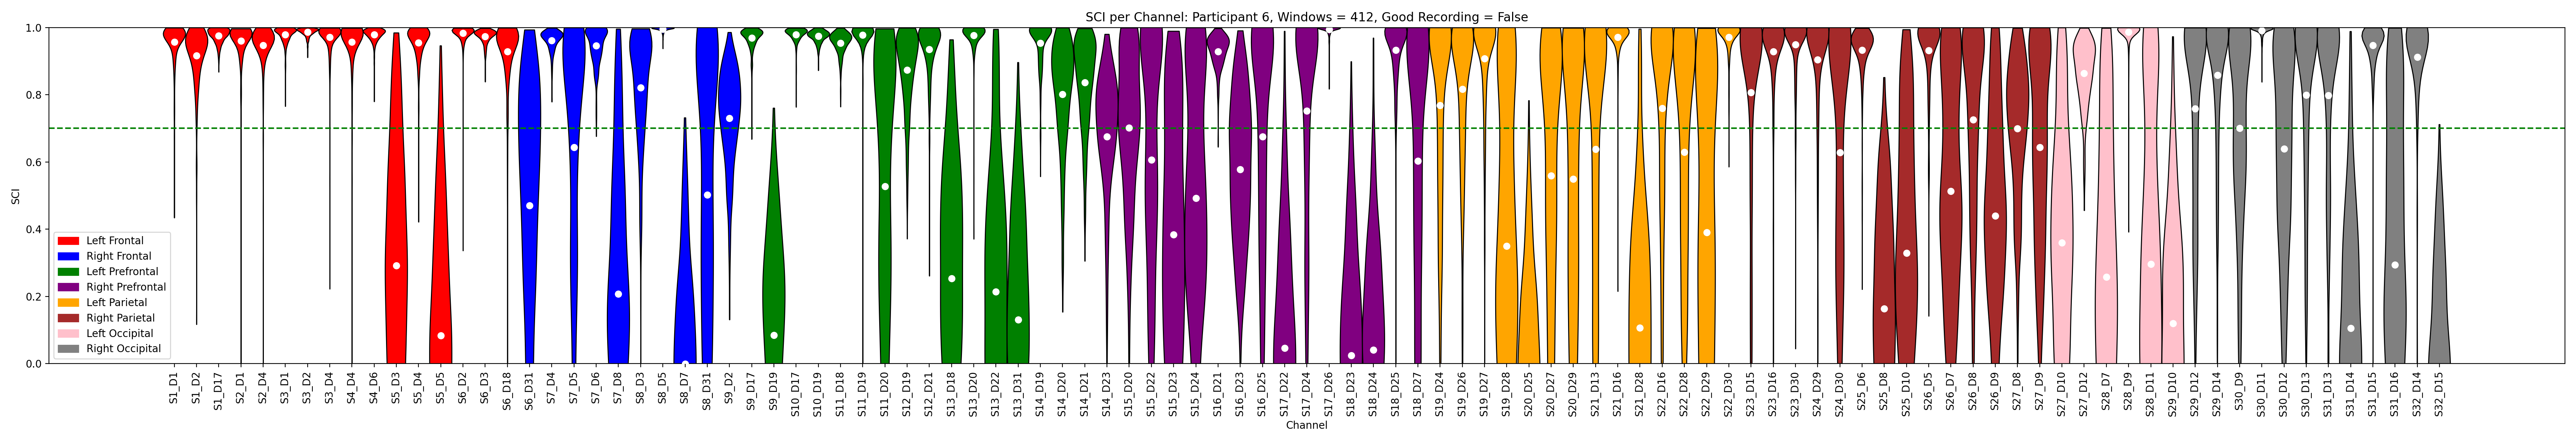 SCI per Channel: Participant 6, Windows = 412, Good Recording = False
SCI
1.0
0.8
0.6
0.4
0.2
0.0
Left Frontal
Right Frontal
Left Prefrontal
Right Prefrontal
Left Parietal
Right Parietal
Left Occipital
Right Occipital
S1_D1
S1_D2
S1_D17
S2_D1
S2_D4
S3_D1
S3_D2
S3_D4
S4_D4
S4_D6
S5_D3
S5_D4
S5_D5
S6_D2
S6_D3
S6_D18
S6_D31
S7_D4
S7_D5
S7_D6
S7_D8
S8_D3
S8_D5
S8_D7
S8_D31
S9_D2
S9_D17
S9_D19
S10_D17
S10_D19
S11_D18
S11_D19
S11_D20
S12_D19
S12_D21
S13_D18
S13_D20
S13_D22
S13_D31
S14_D19
S14_D20
S14_D21
S14_D23
S15_D20
S15_D22
S15_D23
S15_D24
S16_D21
S16_D23
S16_D25
S17_D22
S17_D24
S17_D26
S18_D23
S18_D24
S18_D25
S18_D27
S19_D24
S19_D26
S19_D27
S19_D28
S20_D25
S20_D27
S20_D29
S21_D13
S21_D16
S21_D28
S22_D16
S22_D28
S22_D29
S22_D30
S23_D15
S23_D16
S23_D30
S24_D29
S24_D30
S25_D6
S25_D8
S25_D10
S26_D5
S26_D7
S26_D8
S26_D9
S27_D7
S27_D8
S27_D9
S27_D10
S27_D12
S28_D7
S28_D9
S28_D11
S29_D10
S29_D12
S29_D14
S30_D9
S30_D11
S30_D12
S30_D13
S31_D13
S31_D14
S31_D15
S31_D16
S32_D14
S32_D15
Channel